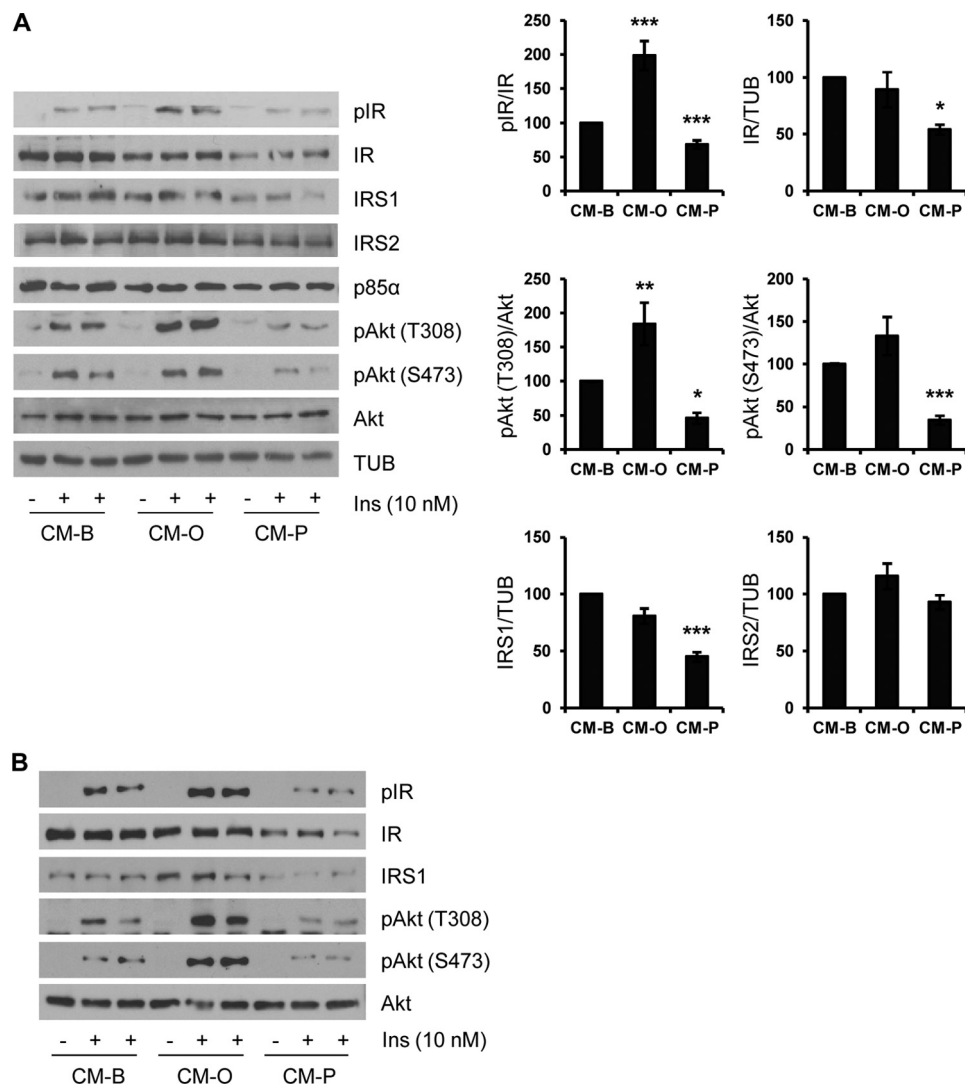 A
pIR
IR
IRS1
IRS2
p85α
pAkt (T308)
pAkt (S473)
Akt
TUB
- + + - + + - + + Ins (10 nM)
CM-B CM-O CM-P
pIR/IR
250
200
150
100
50
0
***
***
CM-B CM-O CM-P
IR/TUB
150
100
50
0
*
CM-B CM-O CM-P
pAkt (T308)/Akt
250
200
150
100
50
0
**
*
CM-B CM-O CM-P
pAkt (S473)/Akt
200
150
100
50
0
***
CM-B CM-O CM-P
IRS1/TUB
150
100
50
0
***
CM-B CM-O CM-P
IRS2/TUB
150
100
50
0
CM-B CM-O CM-P
B
pIR
IR
IRS1
pAkt (T308)
pAkt (S473)
Akt
- + + - + + - + + Ins (10 nM)
CM-B CM-O CM-P